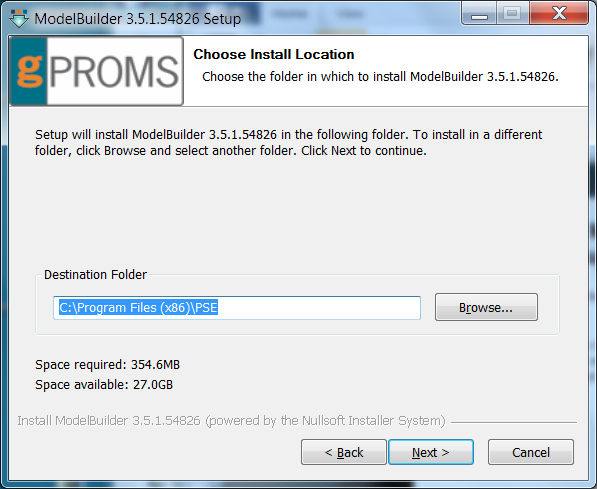 ModelBuilder 3.5.1.54826 Setup
gPROMS
Choose Install Location
Choose the folder in which to install ModelBuilder 3.5.1.54826.
Setup will install ModelBuilder 3.5.1.54826 in the following folder. To install in a different
folder, click Browse and select another folder. Click Next to continue.
Destination Folder
C:\Program Files (x86)\PSE
Browse...
Space required: 354.6MB
Space available: 27.0GB
Install ModelBuilder 3.5.1.54826 (powered by the Nullsoft Installer System)
< Back
Next >
Cancel